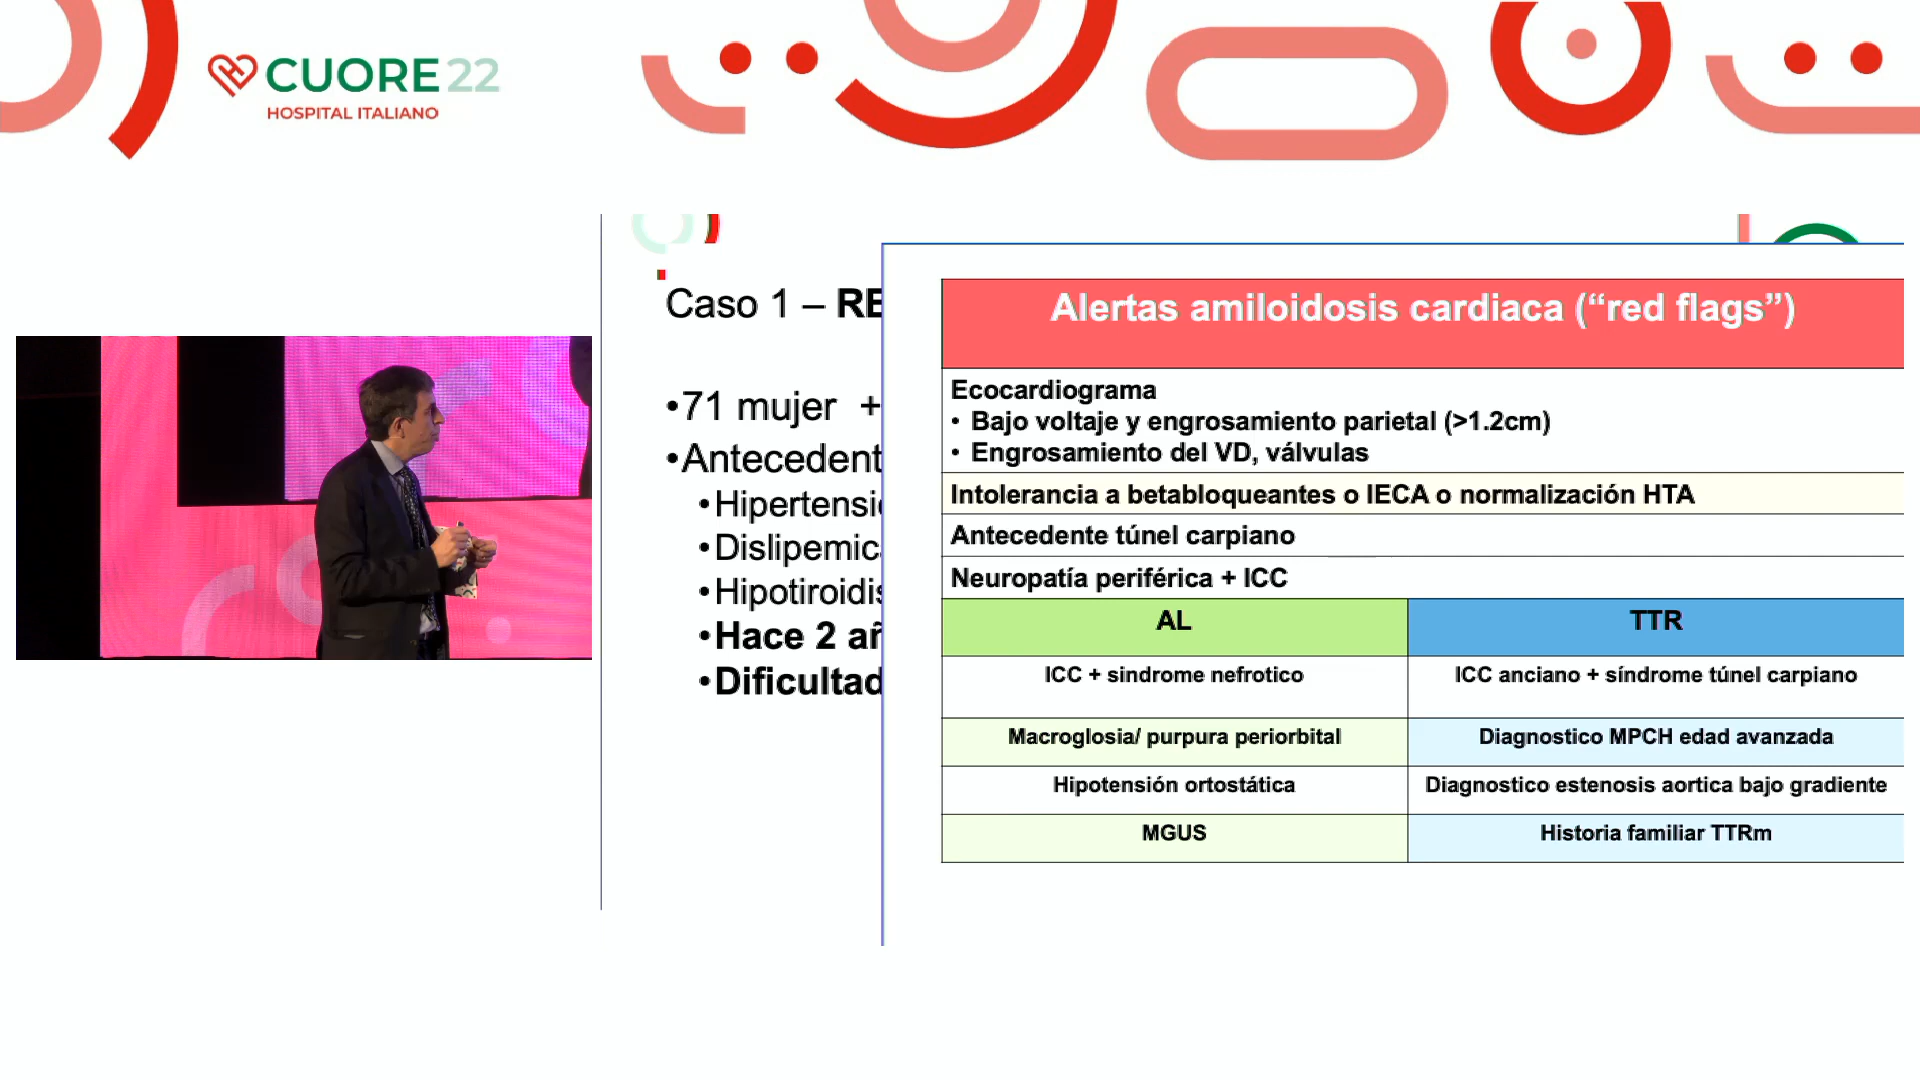 CUORE 22
HOSPITAL ITALIANO
Caso 1 – RE
•71 mujer +
•Antecedent
•Hipertensi
•Dislipemic
•Hipotiroidi
•Hace 2 añ
•Dificultad
Alertas amiloidosis cardiaca (“red flags”)
Ecocardiograma
• Bajo voltaje y engrosamiento parietal (>1.2cm)
• Engrosamiento del VD, válvulas
Intolerancia a betabloqueantes o IECA o normalización HTA
Antecedente túnel carpiano
Neuropatía periférica + ICC
AL TTR
ICC + sindrome nefrotico ICC anciano + síndrome túnel carpiano
Macroglosia/ purpura periorbital Diagnostico MPCH edad avanzada
Hipotensión ortostática Diagnostico estenosis aortica bajo gradiente
MGUS Historia familiar TTRm